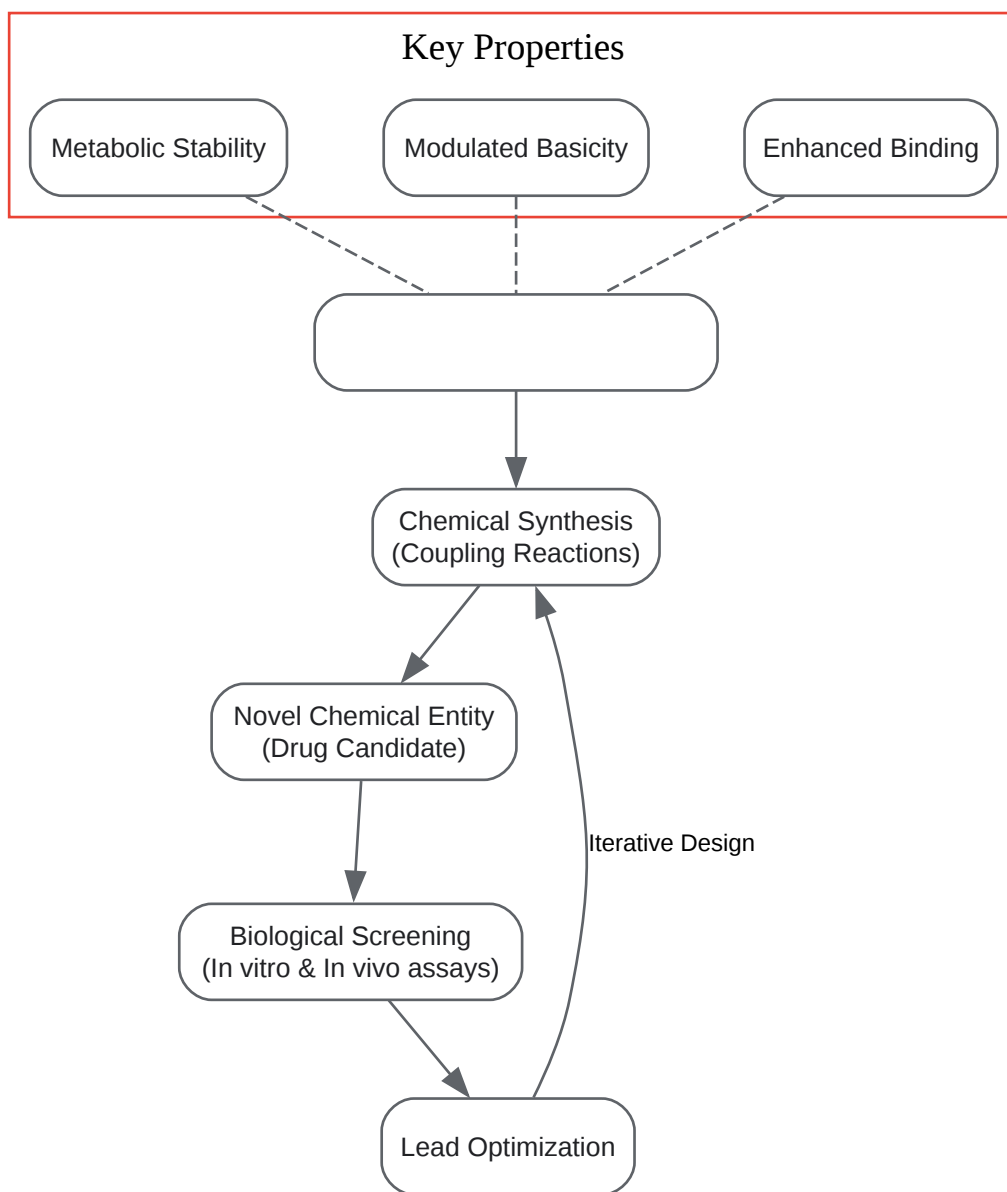 Key Properties
Metabolic Stability
Modulated Basicity
Enhanced Binding
Chemical Synthesis
(Coupling Reactions)
Novel Chemical Entity
(Drug Candidate)
Iterative Design
Biological Screening
(In vitro & In vivo assays)
Lead Optimization